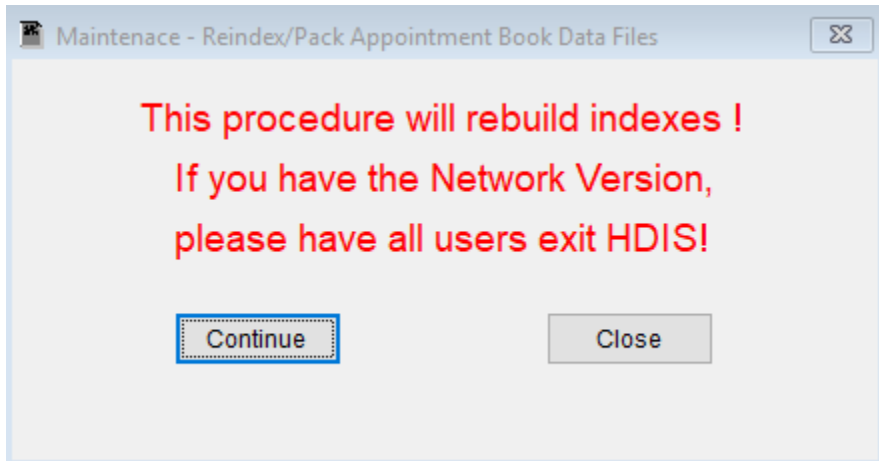 Maintenace - Reindex/Pack Appointment Book Data Files
This procedure will rebuild indexes !
If you have the Network Version,
please have all users exit HDIS!
Continue
Close